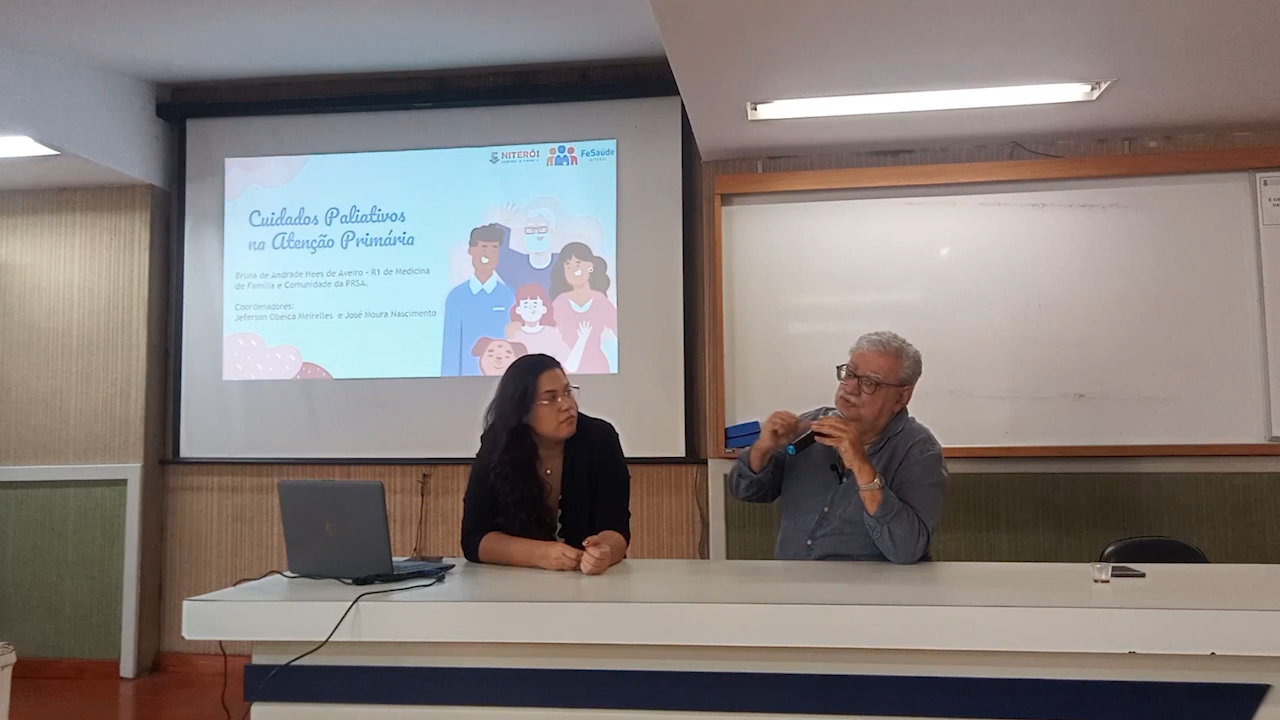 NITERÓI
FeSaúde
Cuidados Paliativos
na Atenção Primária
Bruna de Andrade Hees de Aveiro - R1 de Medicina
de Família e Comunidade da PRSA.
Coordenadores:
Jeferson Obeica Meirelles e José Moura Nascimento